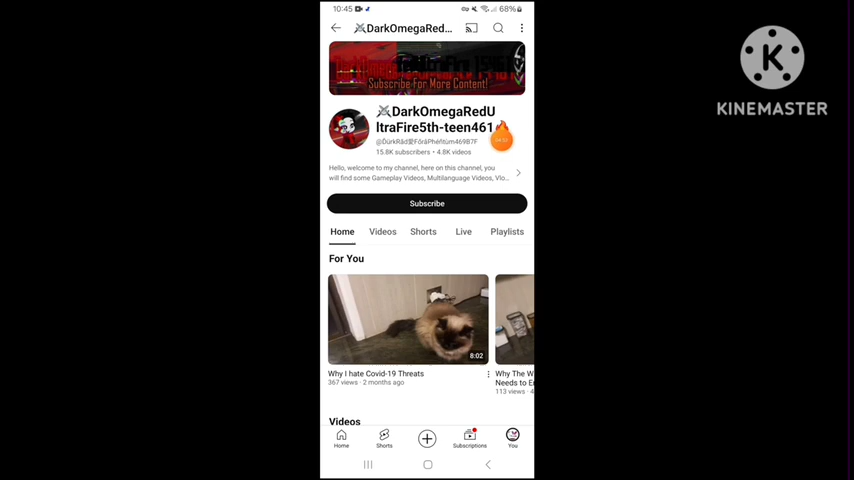 10:45
68%
⚔DarkOmegaRed...
Subscribe For More Content!
⚔DarkOmegaRedU
ltraFire5th-teen461🔥
15.8K subscribers • 4.8K videos
Hello, welcome to my channel, here on this channel, you
will find some Gameplay Videos, Multilanguage Videos, Vlo...
Subscribe
Home Videos Shorts Live Playlists
For You
8:02
Why I hate Covid-19 Threats
367 views · 2 months ago
Why The W
Needs to E
113 views · 4
Videos
Home Shorts Subscriptions You
KINEMASTER